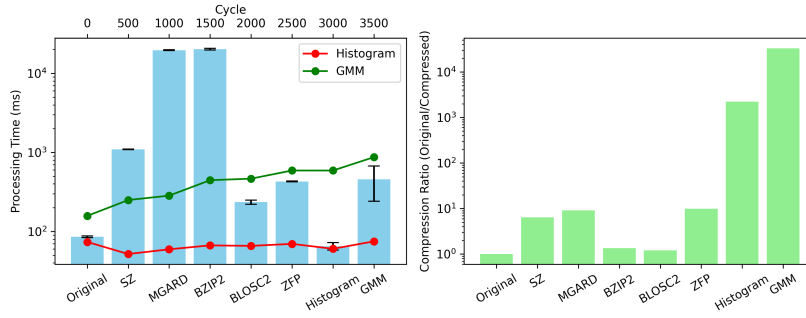 Cycle
0 500 1000 1500 2000 2500 3000 3500
Processing Time (ms)
10^4
10^3
10^2
Histogram
GMM
Original SZ MGARD BZIP2 BLOSC2 ZFP Histogram GMM
Compression Ratio (Original/Compressed)
10^4
10^3
10^2
10^1
10^0
Original SZ MGARD BZIP2 BLOSC2 ZFP Histogram GMM